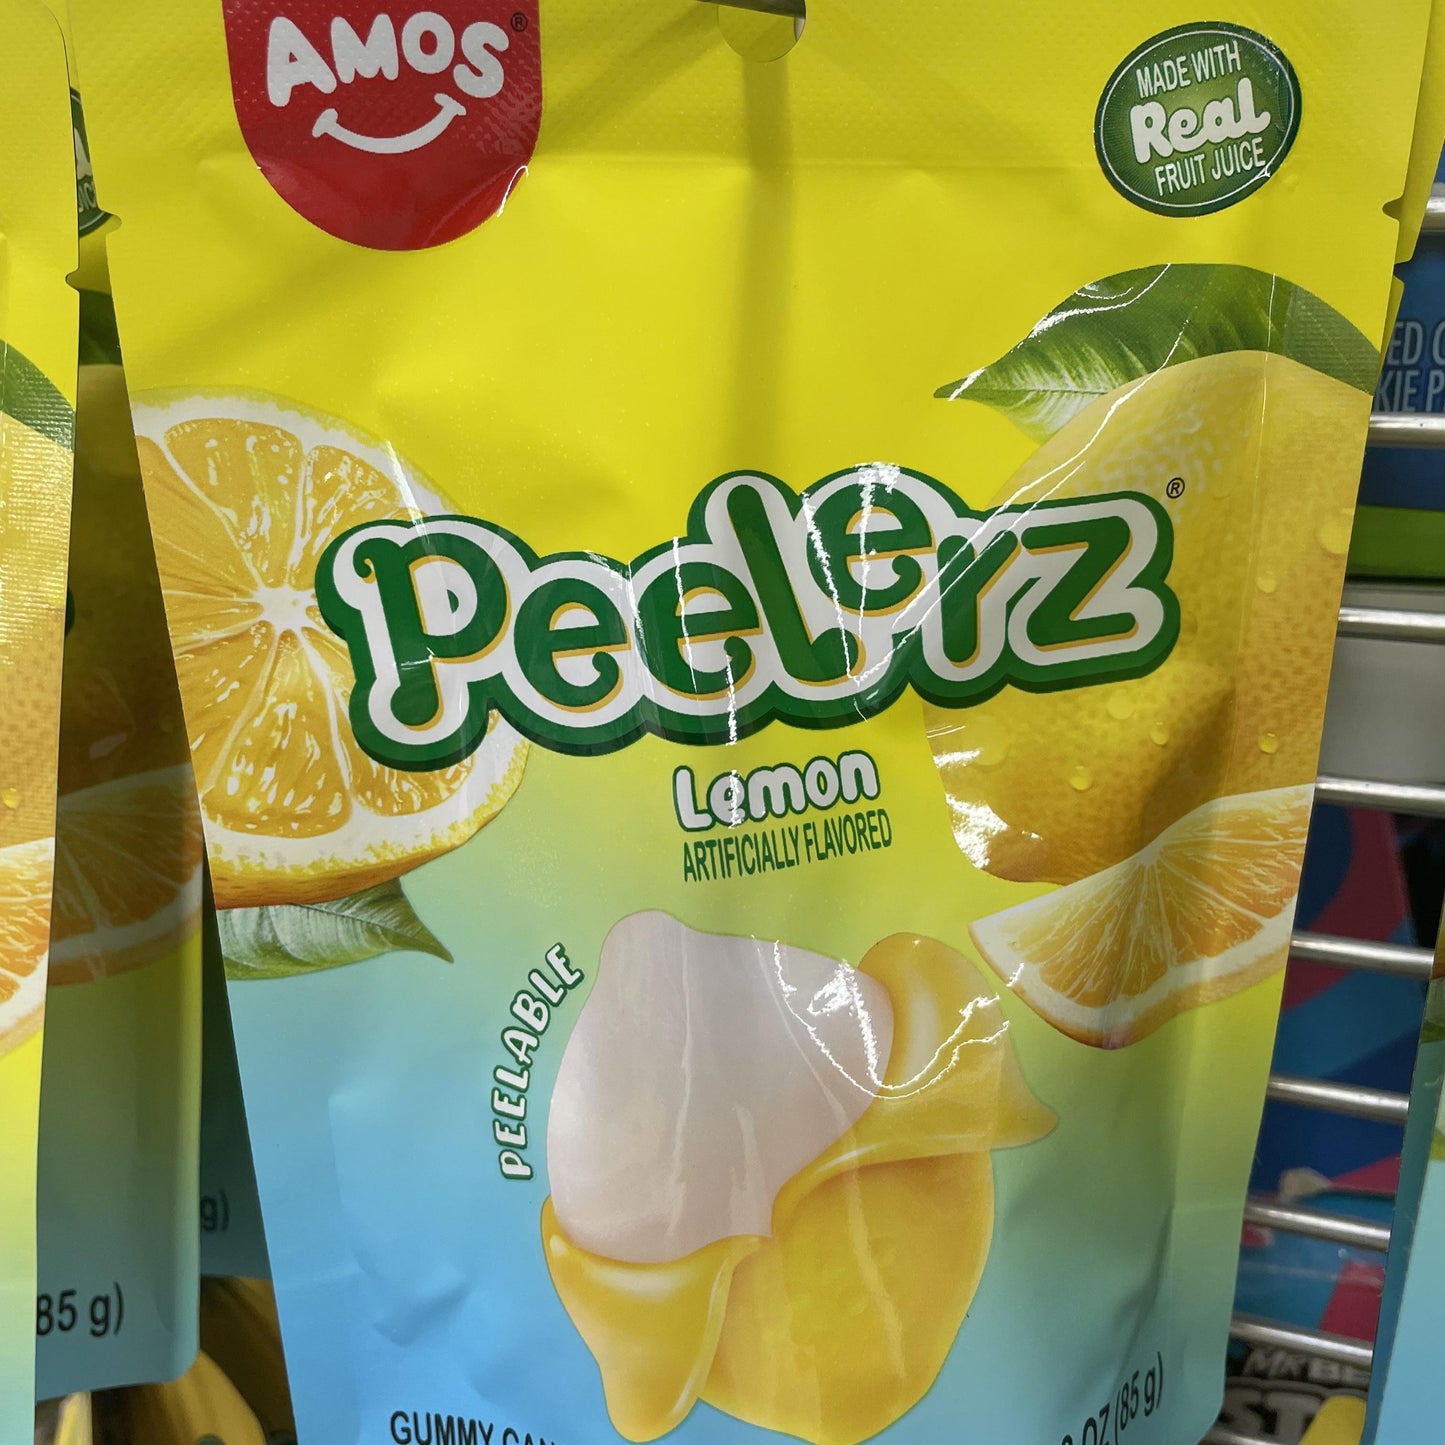 AMOS®
MADE WITH
Real
FRUIT JUICE
Peelerz®
Lemon
ARTIFICIALLY FLAVORED
PEELABLE
GUMMY
OZ (85 g)
85 g)
g)